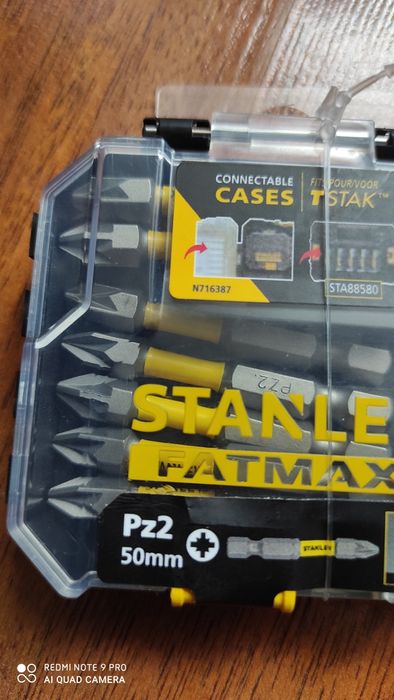 CONNECTABLE
CASES
FITS/POUR/VOOR
TSTAK™
N716387
STA88580
PZ2
STANLE
FATMAX
Pz2
50mm
STANLEY
REDMI NOTE 9 PRO
AI QUAD CAMERA